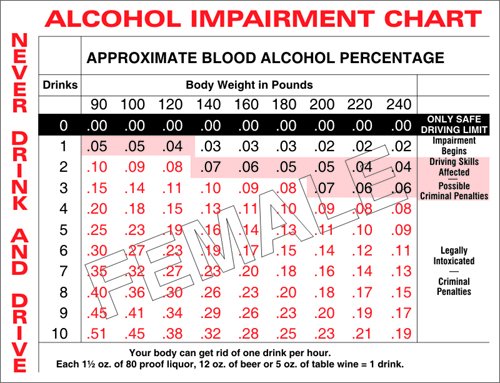 ALCOHOL IMPAIRMENT CHART
NEVER DRINK AND DRIVE
APPROXIMATE BLOOD ALCOHOL PERCENTAGE
Drinks Body Weight in Pounds
90 100 120 140 160 180 200 220 240
0 .00 .00 .00 .00 .00 .00 .00 .00 .00 ONLY SAFE
DRIVING LIMIT
1 .05 .05 .04 .03 .03 .03 .02 .02 .02 Impairment
Begins
2 .10 .09 .08 .07 .06 .05 .05 .04 .04 Driving Skills
Affected
3 .15 .14 .11 .10 .09 .08 .07 .06 .06 Possible
Criminal Penalties
4 .20 .18 .15 .13 .11 .10 .09 .08 .08
5 .25 .23 .19 .16 .14 .13 .11 .10 .09
6 .30 .27 .23 .19 .17 .15 .14 .12 .11 Legally
Intoxicated
7 .35 .32 .27 .23 .20 .18 .16 .14 .13 —
8 .40 .36 .30 .26 .23 .20 .18 .17 .15 Criminal
Penalties
9 .45 .41 .34 .29 .26 .23 .20 .19 .17
10 .51 .45 .38 .32 .28 .25 .23 .21 .19
FEMALE
Your body can get rid of one drink per hour.
Each 1½ oz. of 80 proof liquor, 12 oz. of beer or 5 oz. of table wine = 1 drink.